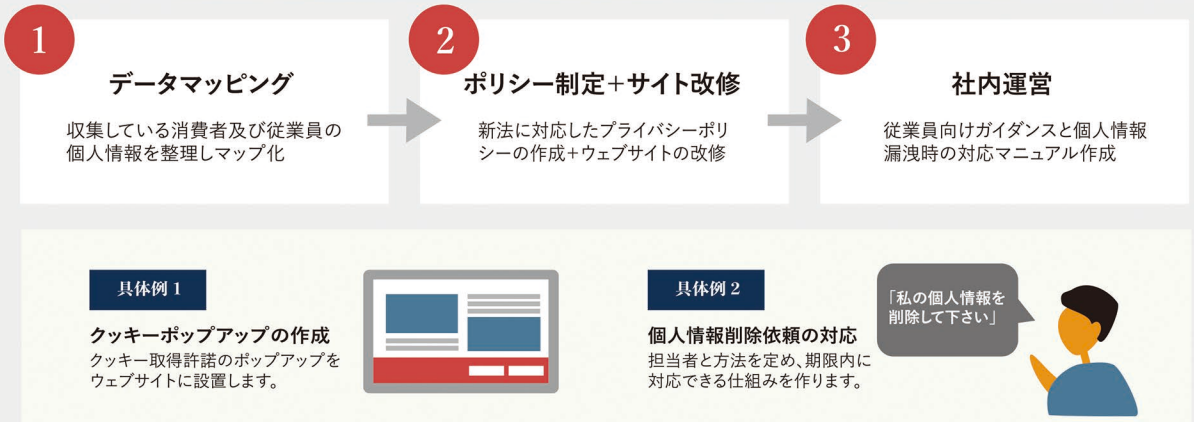 1
データマッピング
収集している消費者及び従業員の
個人情報を整理しマップ化
2
ポリシー制定＋サイト改修
新法に対応したプライバシーポリ
シーの作成＋ウェブサイトの改修
3
社内運営
従業員向けガイダンスと個人情報
漏洩時の対応マニュアル作成
具体例 1
クッキーポップアップの作成
クッキー取得許諾のポップアップを
ウェブサイトに設置します。
具体例 2
個人情報削除依頼の対応
担当者と方法を定め、期限内に
対応できる仕組みを作ります。
「私の個人情報を
削除して下さい」